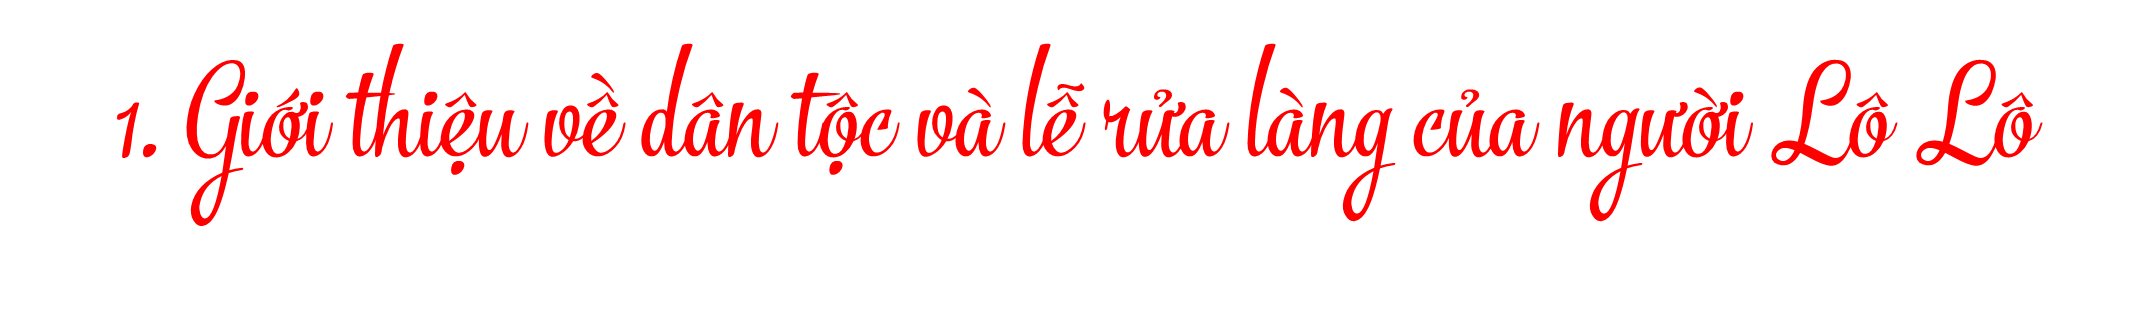 1. Giới thiệu về dân tộc và lễ rửa làng của người Lô Lô